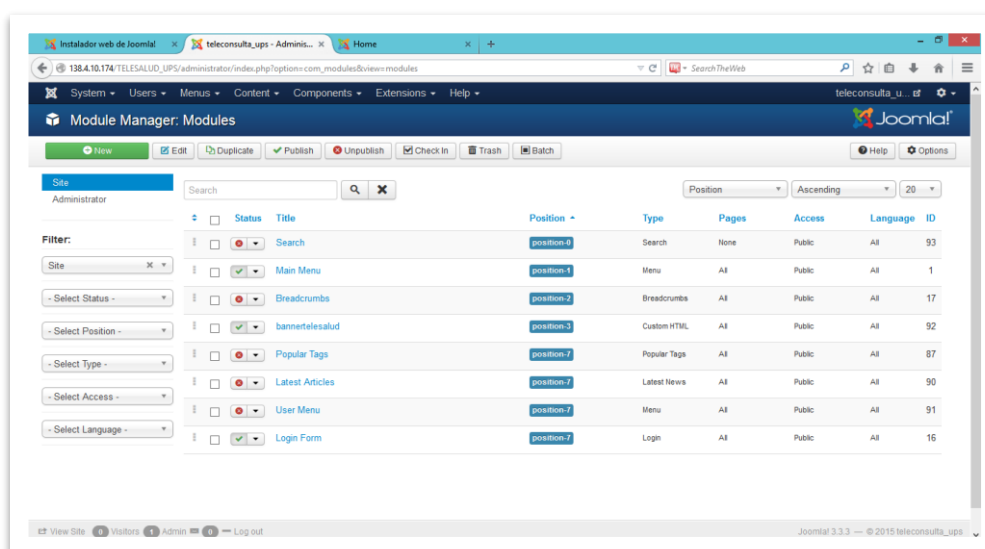 Instalador web de Joomla!
teleconsulta_ups - Adminis...
Home
138.4.10.174/TELESALUD_UPS/administrator/index.php?option=com_modules&view=modules
SearchTheWeb
System Users Menus Content Components Extensions Help
teleconsulta_u...
Module Manager: Modules
Joomla!
New Edit Duplicate Publish Unpublish Check In Trash Batch Help Options
Site
Administrator
Filter:
Site
- Select Status -
- Select Position -
- Select Type -
- Select Access -
- Select Language -
Search
Position
Ascending
20
Status Title Position Type Pages Access Language ID
Search position-0 Search None Public All 93
Main Menu position-1 Menu All Public All 1
Breadcrumbs position-2 Breadcrumbs All Public All 17
bannertelesalud position-3 Custom HTML All Public All 92
Popular Tags position-7 Popular Tags All Public All 87
Latest Articles position-7 Latest News All Public All 90
User Menu position-7 Menu All Public All 91
Login Form position-7 Login All Public All 16
View Site 0 Visitors 1 Admin 0 Log out
Joomla! 3.3.3 — © 2015 teleconsulta_ups